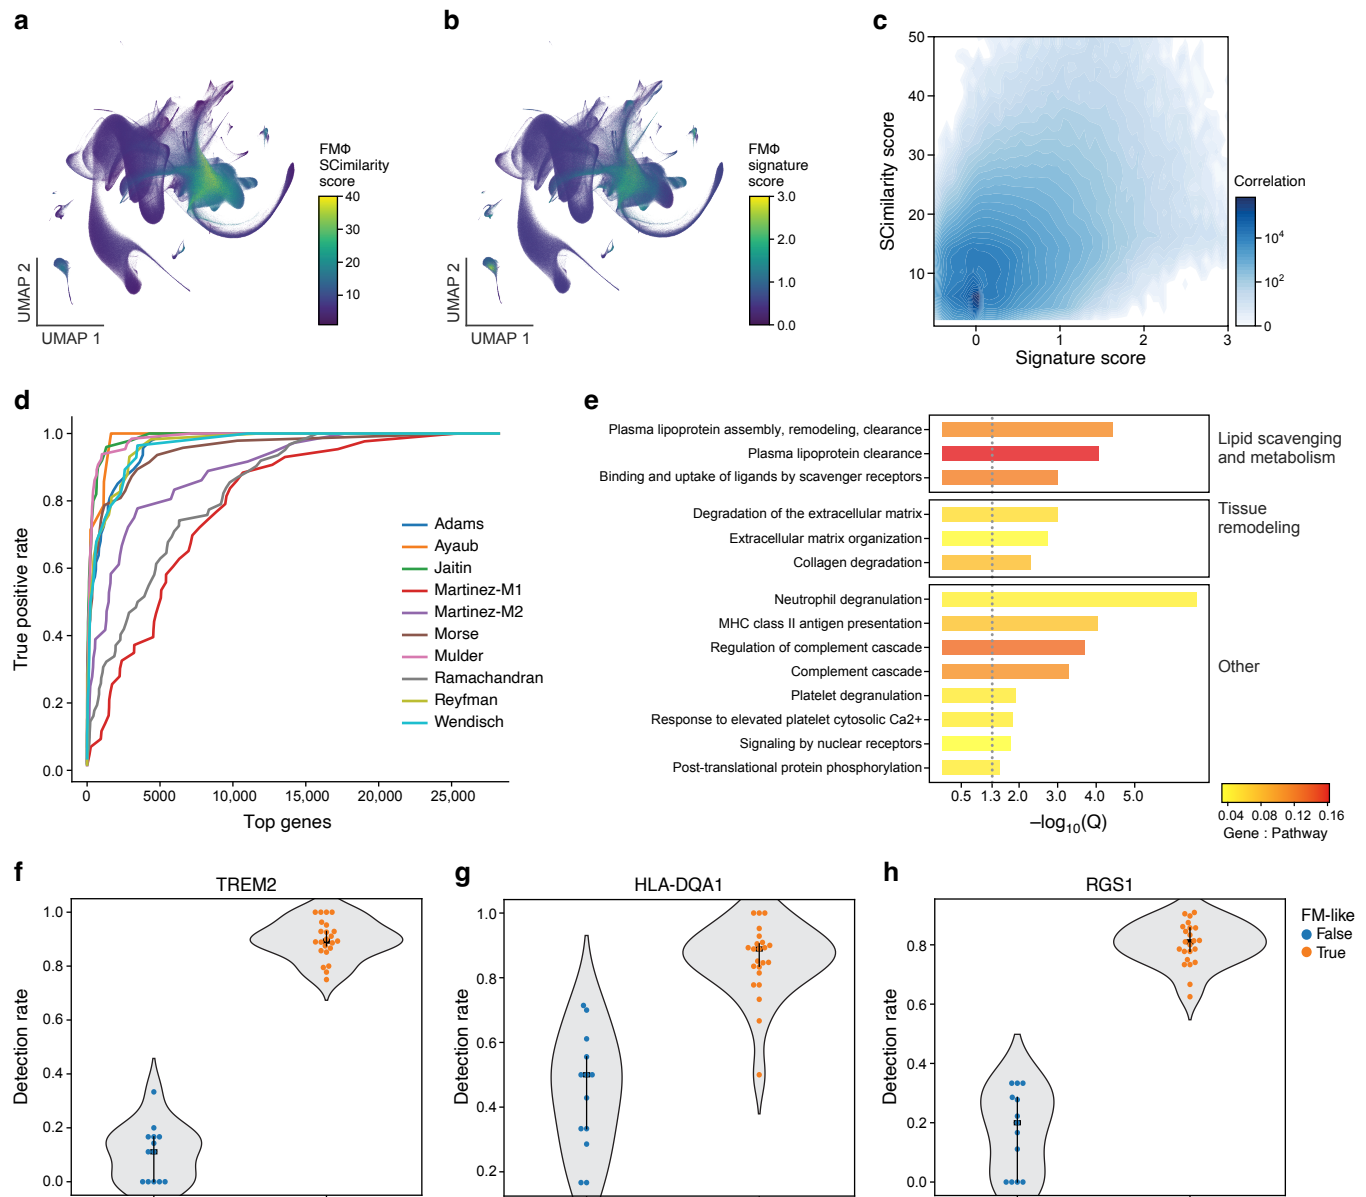 a
FMΦ
SCimilarity
score
40
30
20
10
UMAP 2
UMAP 1
b
FMΦ
signature
score
3.0
2.0
1.0
0.0
UMAP 2
UMAP 1
c
SCimilarity score
50
40
30
20
10
0
1
2
3
Signature score
Correlation
10^4
10^2
0
d
True positive rate
1.0
0.8
0.6
0.4
0.2
0.0
0
5000
10,000
15,000
20,000
25,000
Top genes
Adams
Ayaub
Jaitin
Martinez-M1
Martinez-M2
Morse
Mulder
Ramachandran
Reyfman
Wendisch
e
Plasma lipoprotein assembly, remodeling, clearance
Plasma lipoprotein clearance
Binding and uptake of ligands by scavenger receptors
Lipid scavenging
and metabolism
Degradation of the extracellular matrix
Extracellular matrix organization
Collagen degradation
Tissue
remodeling
Neutrophil degranulation
MHC class II antigen presentation
Regulation of complement cascade
Complement cascade
Platelet degranulation
Response to elevated platelet cytosolic Ca2+
Signaling by nuclear receptors
Post-translational protein phosphorylation
Other
0.5
1.3
2.0
3.0
4.0
5.0
–log10(Q)
0.04
0.08
0.12
0.16
Gene : Pathway
f
TREM2
Detection rate
1.0
0.8
0.6
0.4
0.2
0.0
g
HLA-DQA1
Detection rate
1.0
0.8
0.6
0.4
0.2
h
RGS1
Detection rate
0.8
0.6
0.4
0.2
0.0
FM-like
False
True